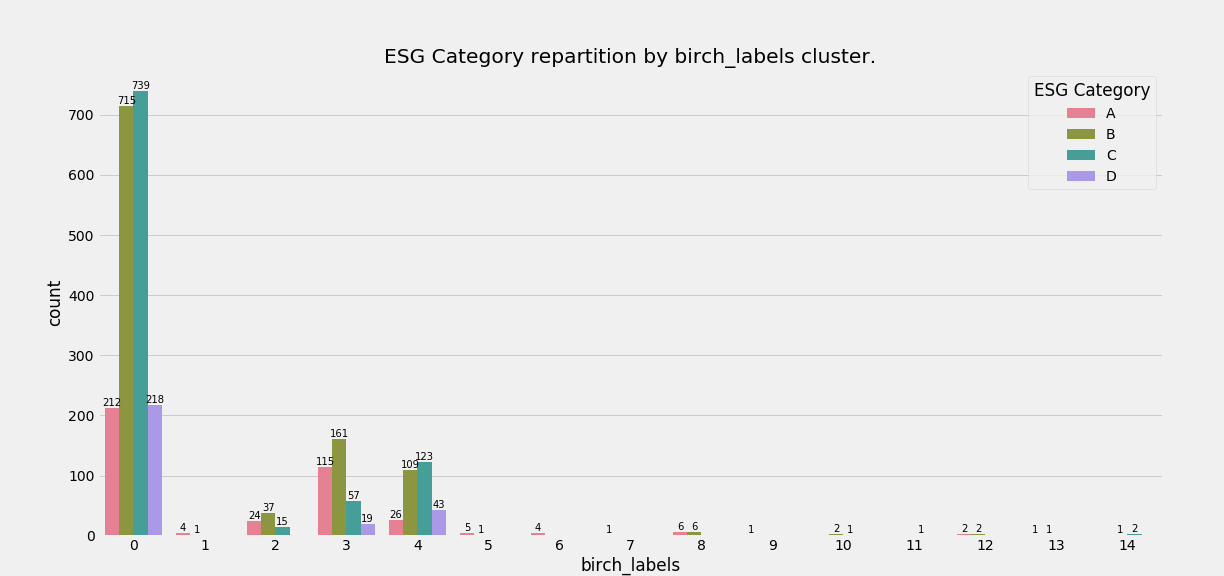 ESG Category repartition by birch_labels cluster.
ESG Category
A
B
C
D
count
700
600
500
400
300
200
100
0
212 715 739 218
4 1
24 37 15
115 161 57 19
26 109 123 43
5 1
4
1
6 6
1
2 1
1
2 2
1 1
1 2
0 1 2 3 4 5 6 7 8 9 10 11 12 13 14
birch_labels